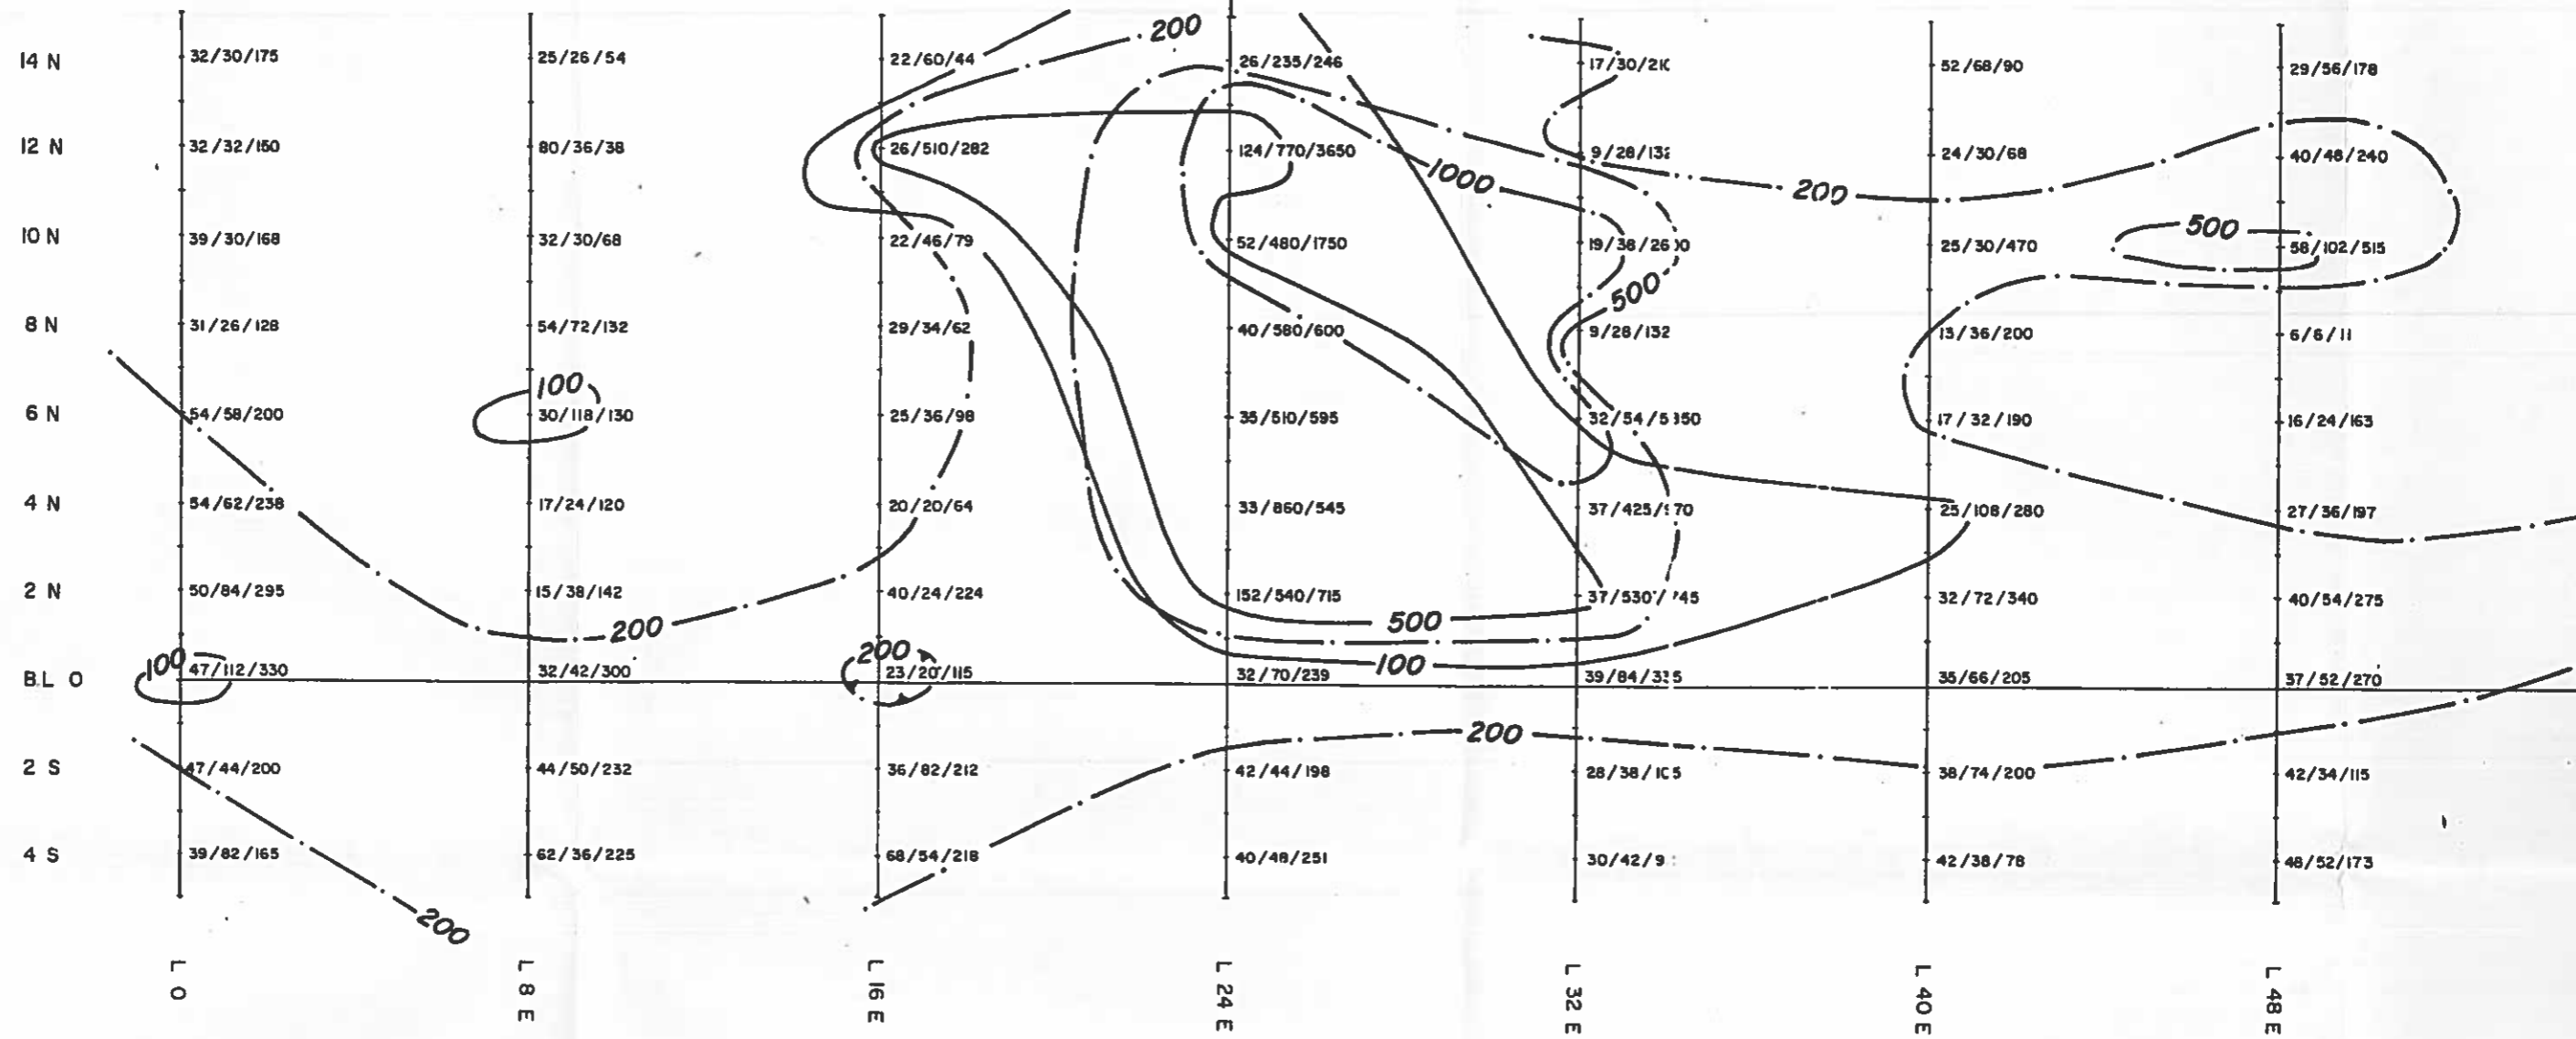 200
14 N 32/30/175 25/26/54 22/60/44 26/235/246 17/30/21 52/68/90 29/56/178
12 N 32/32/150 80/36/38 26/510/282 124/770/3650 9/28/132 24/30/68 40/48/240
1000
200
500
10 N 39/30/168 32/30/68 22/46/79 52/480/1750 19/38/2600 25/30/470 58/102/515
500
8 N 31/26/128 54/72/132 29/34/62 40/580/600 9/28/132 13/36/200 6/6/11
100
6 N 54/58/200 30/118/130 25/36/98 35/510/595 32/54/5350 17/32/190 16/24/163
4 N 54/62/238 17/24/120 20/20/64 33/860/545 37/425/ 70 25/108/280 27/36/197
2 N 50/84/295 15/38/142 40/24/224 152/540/715 37/530/ 45 32/72/340 40/54/275
200
500
100
200
100
B.L 0 47/112/330 32/42/300 23/20/115 32/70/239 39/84/335 35/66/205 37/52/270
200
2 S 47/44/200 44/50/232 36/82/212 42/44/198 28/38/105 38/74/200 42/34/115
4 S 39/82/165 62/36/225 68/54/218 40/48/251 30/42/9 42/38/78 48/52/173
200
L 0 L 8 E L 16 E L 24 E L 32 E L 40 E L 48 E